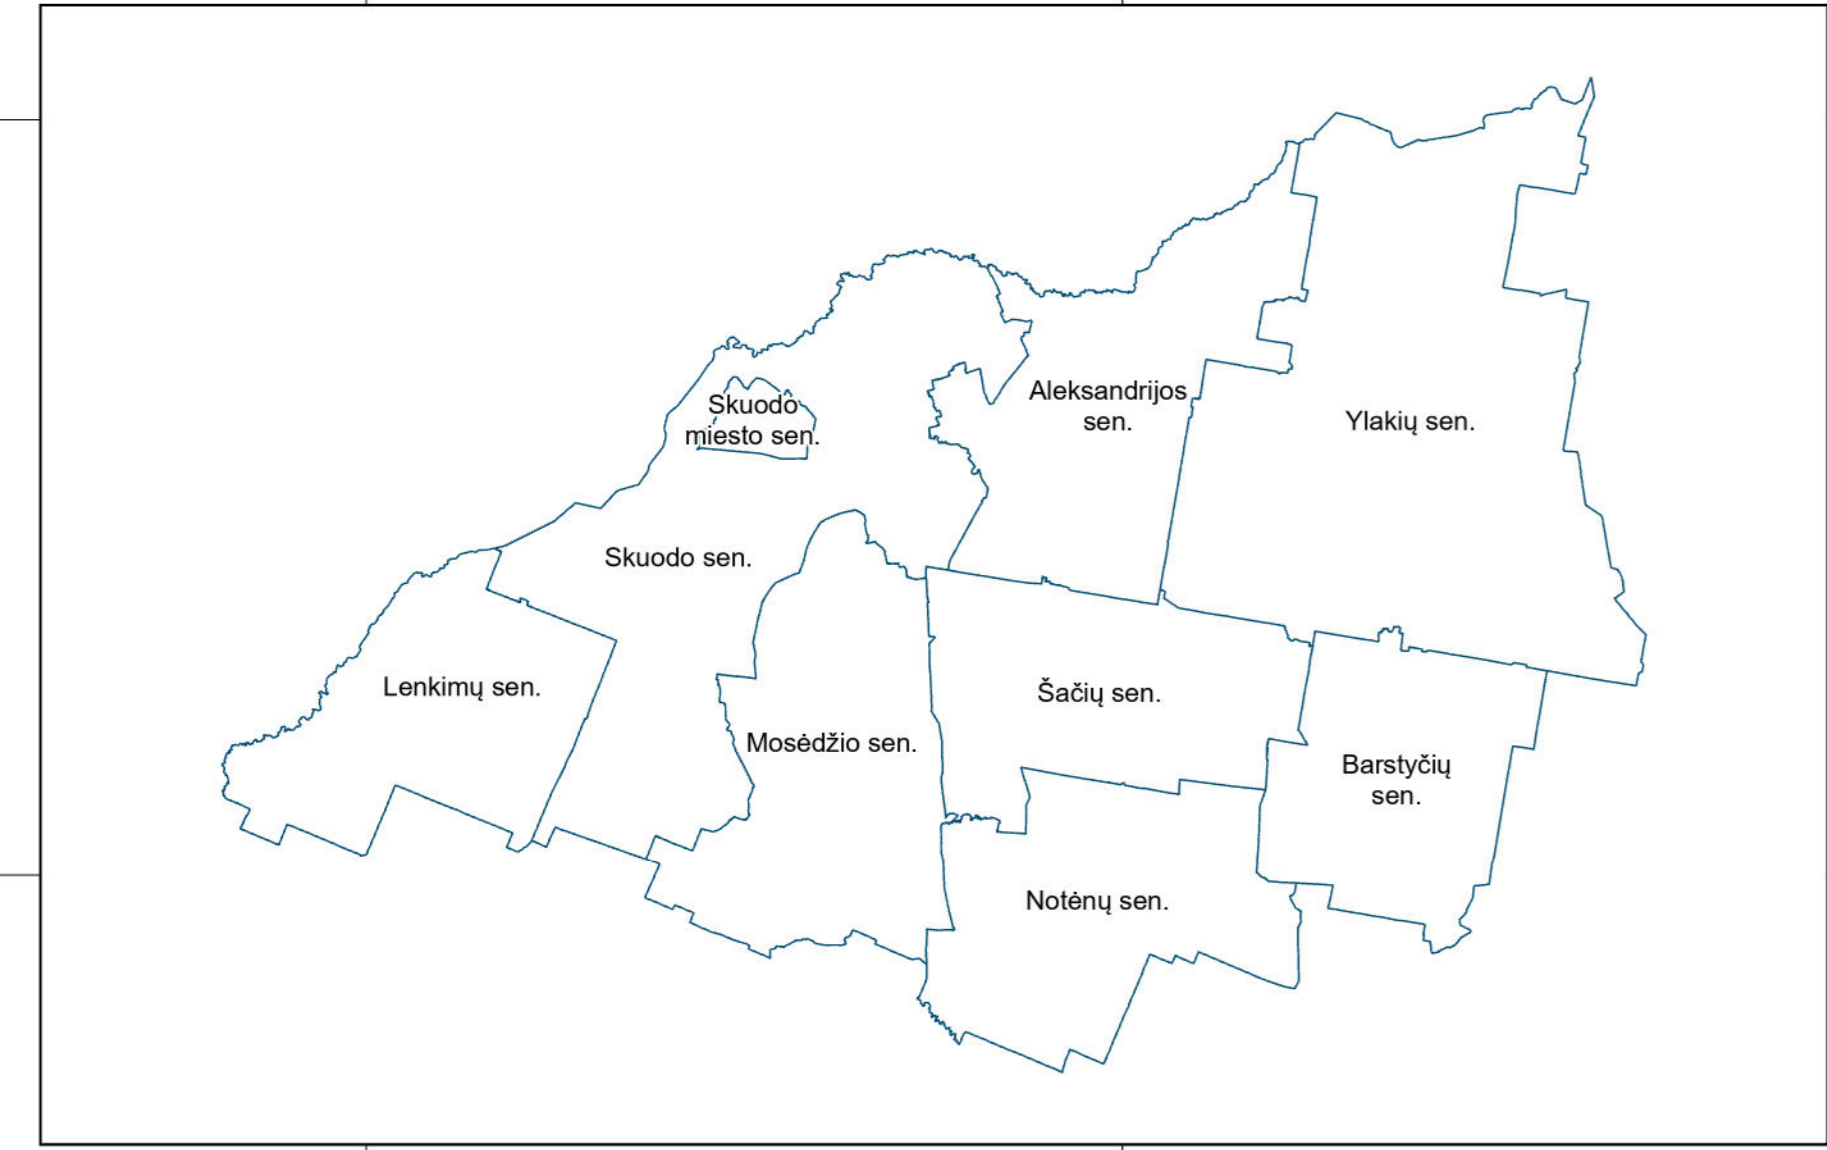 Aleksandrijos
sen.
Skuodo
miesto sen.
Ylakių sen.
Skuodo sen.
Lenkimų sen.
Šačių sen.
Mosėdžio sen.
Barstyčių
sen.
Notėnų sen.